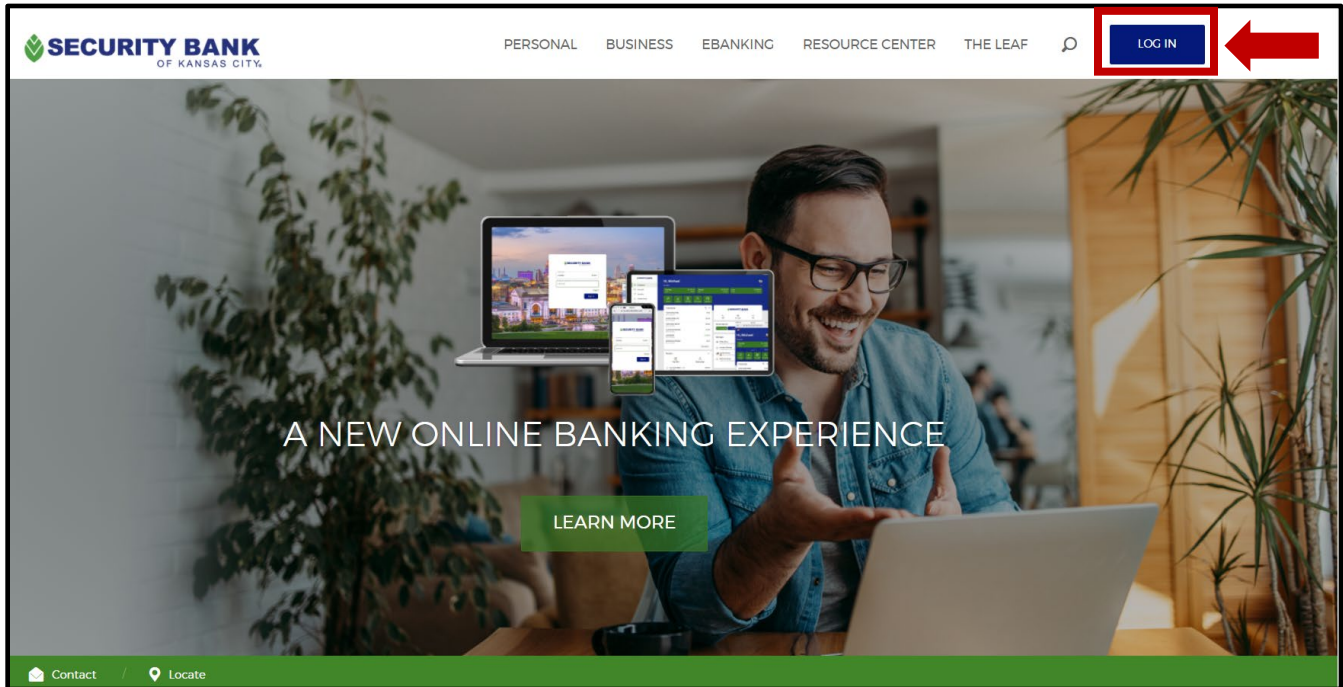 SECURITY BANK
OF KANSAS CITY
PERSONAL BUSINESS EBANKING RESOURCE CENTER THE LEAF LOG IN
A NEW ONLINE BANKING EXPERIENCE
LEARN MORE
Contact / Locate